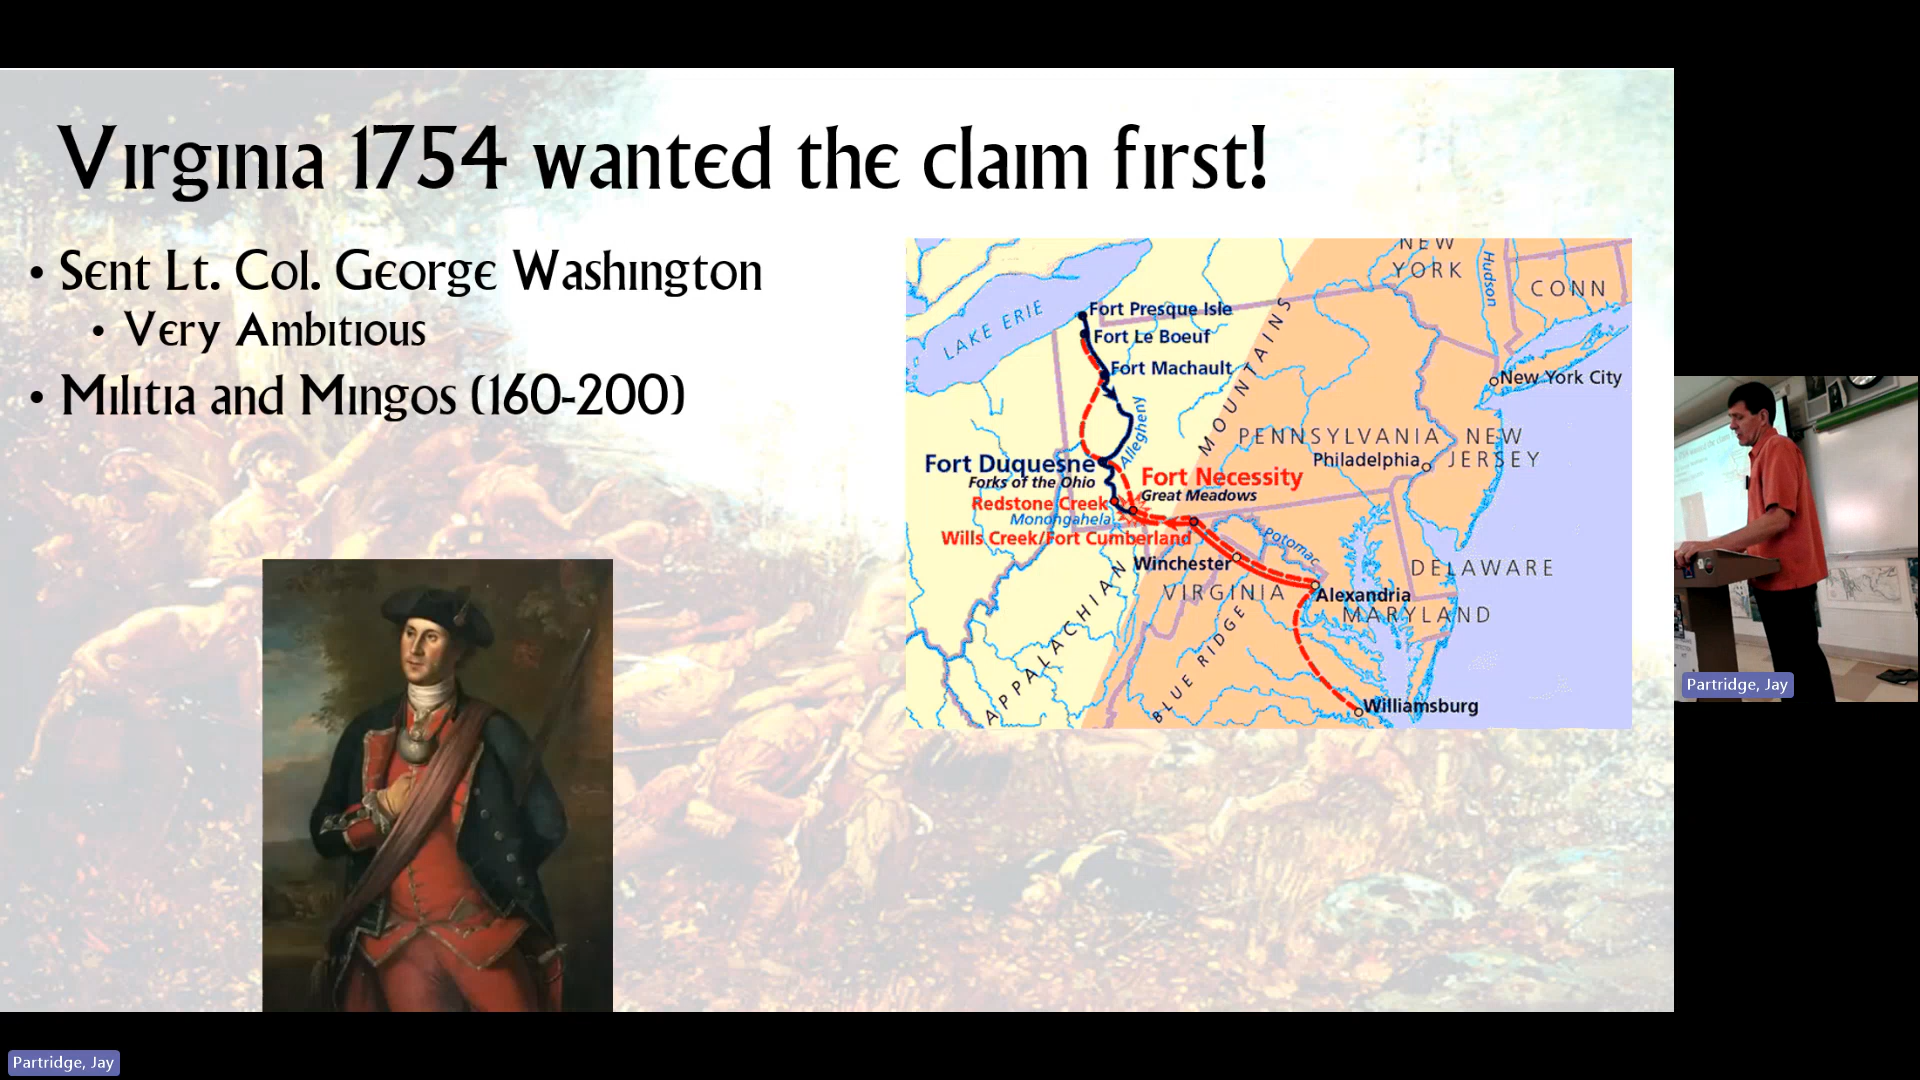 Virginia 1754 wanted the claim first!
• Sent Lt. Col. George Washington
• Very Ambitious
• Militia and Mingos (160-200)
NEW
YORK
Hudson
CONN
LAKE ERIE
Fort Presque Isle
Fort Le Boeuf
Fort Machault
MOUNTAINS
New York City
Allegheny
PENNSYLVANIA
NEW
JERSEY
Philadelphia
Fort Duquesne
Forks of the Ohio
Fort Necessity
Great Meadows
Redstone Creek
Monongahela
Wills Creek/Fort Cumberland
Potomac
Winchester
DELAWARE
VIRGINIA
Alexandria
MARYLAND
APPALACHIAN
BLUE RIDGE
Williamsburg
Partridge, Jay
Partridge, Jay